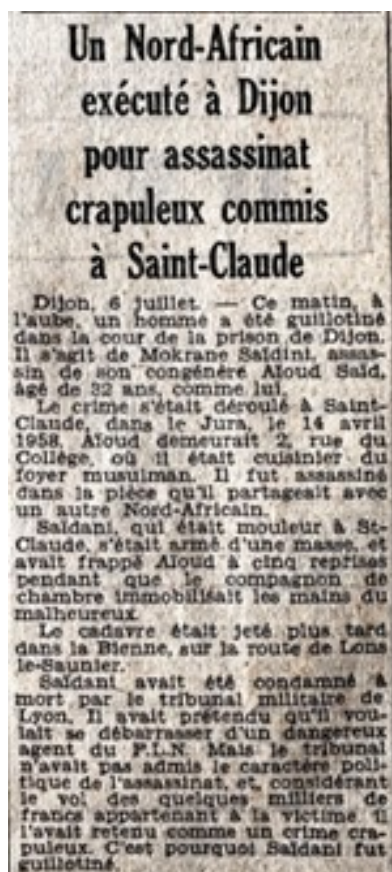 Un Nord-Africain
exécuté à Dijon
pour assassinat
crapuleux commis
à Saint-Claude
Dijon, 6 juillet. — Ce matin, à
l'aube, un homme a été guillotiné
dans la cour de la prison de Dijon.
Il s'agit de Mokrane Saïdini, assas-
sin de son congénère Aïoud Saïd,
âgé de 32 ans, comme lui.
Le crime s'était déroulé à Saint-
Claude, dans le Jura, le 14 avril
1958. Aïoud demeurait 2, rue du
Collège, où il était cuisinier du
foyer musulman. Il fut assassiné
dans la pièce qu'il partageait avec
un autre Nord-Africain.
Saïdani, qui était mouleur à St-
Claude, s'était armé d'une masse, et
avait frappé Aïoud à cinq reprises
pendant que le compagnon de
chambre immobilisait les mains du
malheureux.
Le cadavre était jeté plus tard
dans la Bienne, sur la route de Lons
le-Saunier.
Saïdani avait été condamné à
mort par le tribunal militaire de
Lyon. Il avait prétendu qu'il vou-
lait se débarrasser d'un dangereux
agent du F.L.N. Mais le tribunal
n'avait pas admis le caractère poli-
tique de l'assassinat, et, considérant
le vol des quelques milliers de
francs appartenant à la victime il
l'avait retenu comme un crime cra-
puleux. C'est pourquoi Saïdani fut
guillotiné.